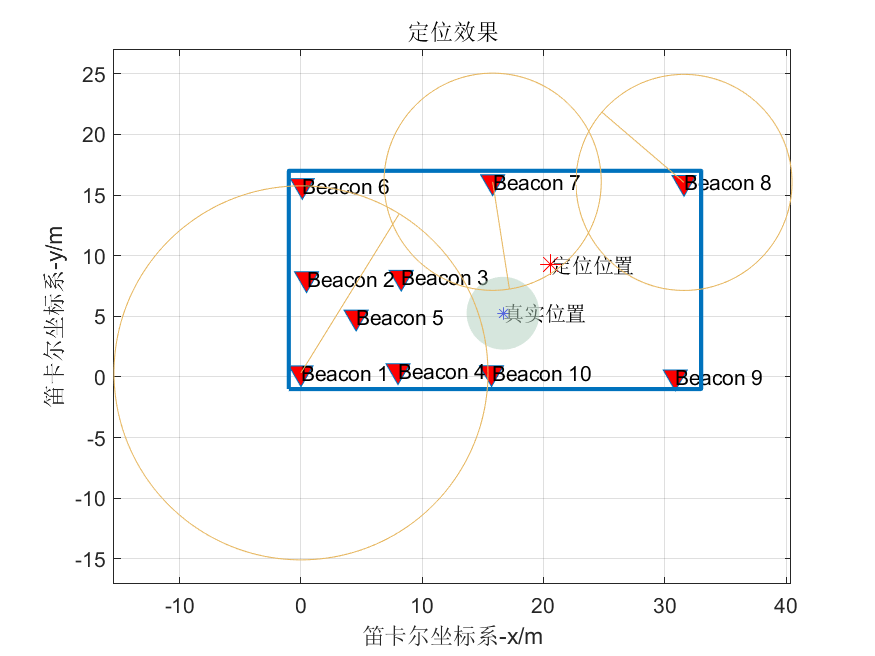 定位效果
25
20
15
10
5
0
-5
-10
-15
笛卡尔坐标系-y/m
Beacon 6
Beacon 7
Beacon 8
定位位置
Beacon 2
Beacon 3
真实位置
Beacon 5
Beacon 1
Beacon 4
Beacon 10
Beacon 9
-10
0
10
20
30
40
笛卡尔坐标系-x/m